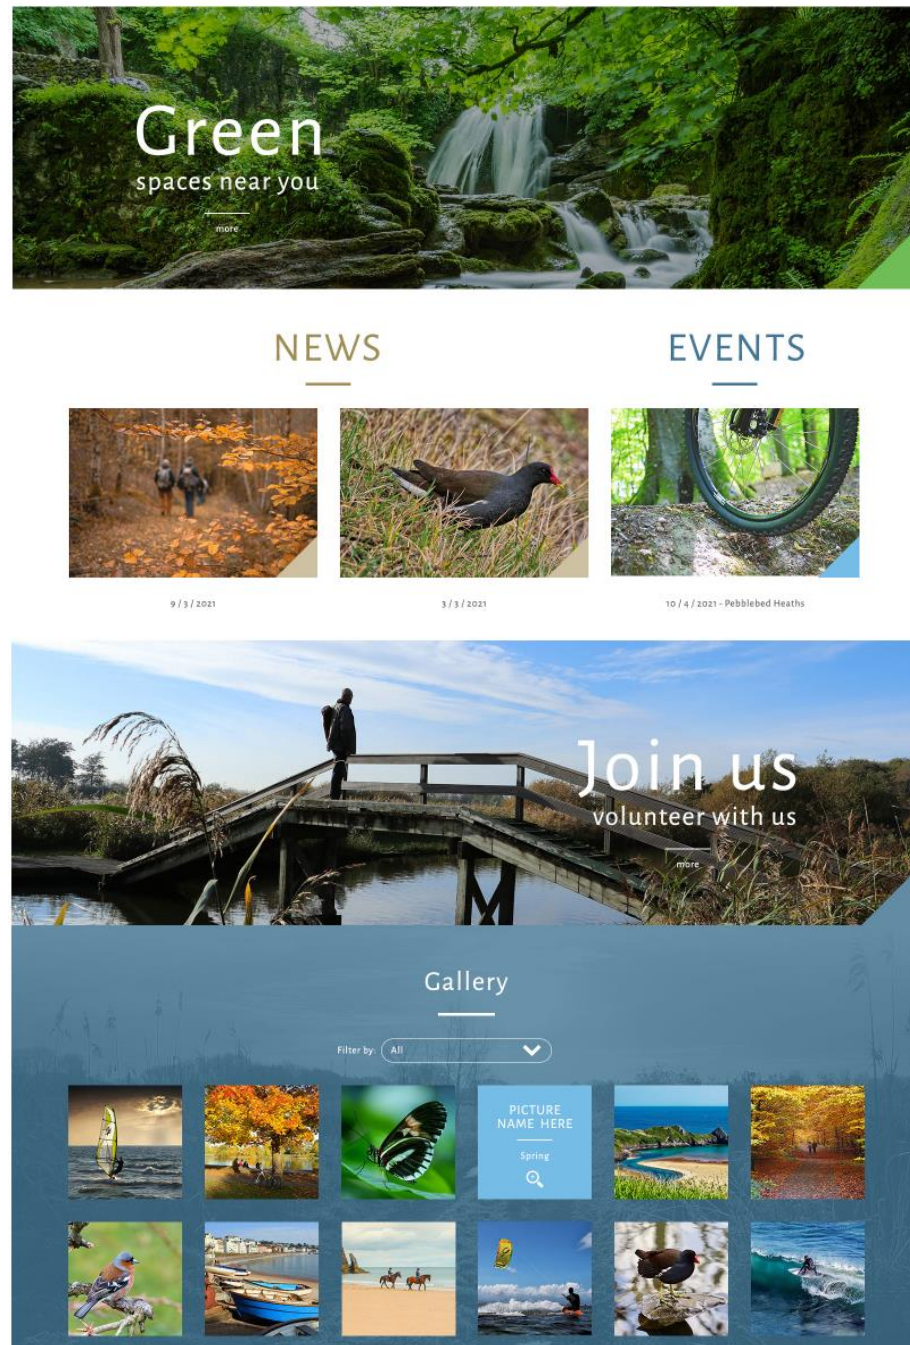 Green
spaces near you
more
NEWS
EVENTS
9 / 3 / 2021
3 / 3 / 2021
10 / 4 / 2021 - Pebblebed Heaths
Join us
volunteer with us
more
Gallery
Filter by: All
PICTURE
NAME HERE
Spring